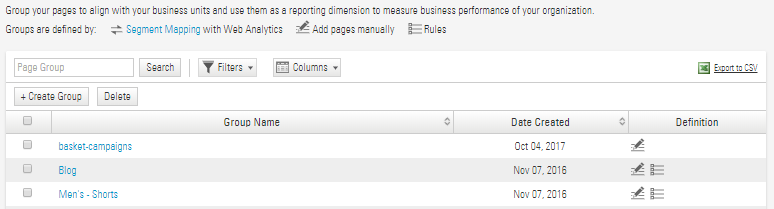 Group your pages to align with your business units and use them as a reporting dimension to measure business performance of your organization.
Groups are defined by: Segment Mapping with Web Analytics Add pages manually Rules
Page Group Search Filters Columns Export to CSV
+ Create Group Delete
Group Name Date Created Definition
basket-campaigns Oct 04, 2017
Blog Nov 07, 2016
Men's - Shorts Nov 07, 2016